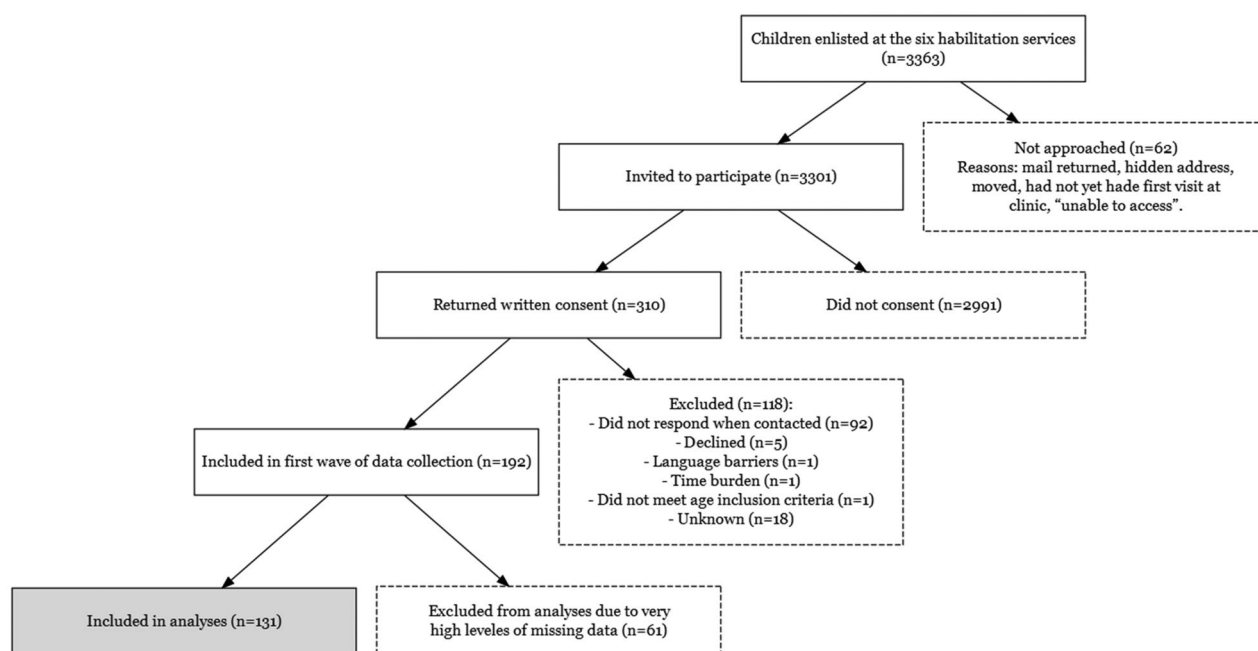 Children enlisted at the six habilitation services
(n=3363)
Not approached (n=62)
Reasons: mail returned, hidden address,
moved, had not yet hade first visit at
clinic, “unable to access”.
Invited to participate (n=3301)
Returned written consent (n=310)
Did not consent (n=2991)
Excluded (n=118):
- Did not respond when contacted (n=92)
- Declined (n=5)
- Language barriers (n=1)
- Time burden (n=1)
- Did not meet age inclusion criteria (n=1)
- Unknown (n=18)
Included in first wave of data collection (n=192)
Included in analyses (n=131)
Excluded from analyses due to very
high leveles of missing data (n=61)